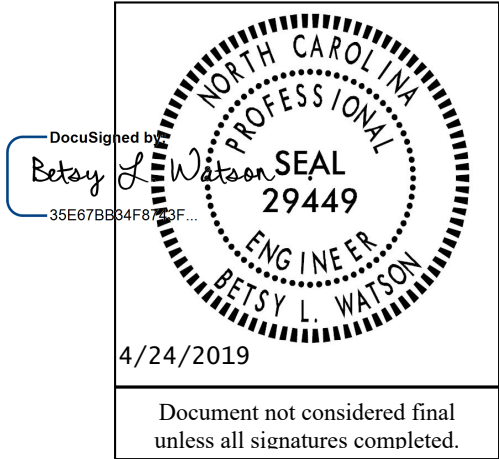 NORTH CAROLINA
PROFESSIONAL
DocuSigned by:
Betsy L. Watson
SEAL
29449
35E67BB34F8743F...
ENGINEER
BETSY L. WATSON
4/24/2019
Document not considered final
unless all signatures completed.